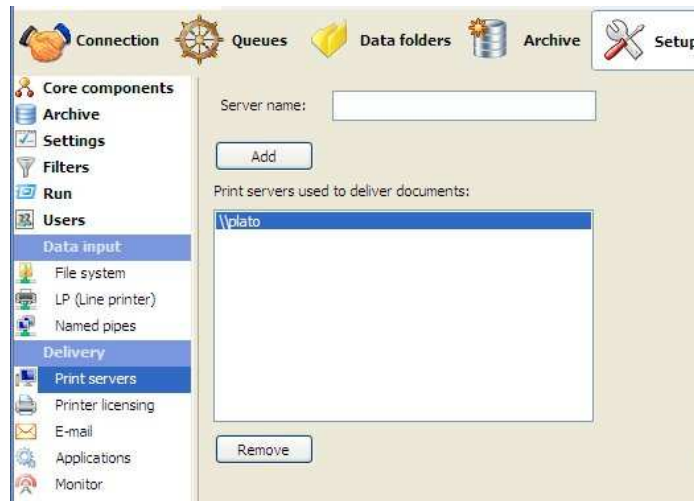 Connection
Queues
Data folders
Archive
Setup
Core components
Archive
Settings
Filters
Run
Users
Data input
File system
LP (Line printer)
Named pipes
Delivery
Print servers
Printer licensing
E-mail
Applications
Monitor
Server name:
Add
Print servers used to deliver documents:
\\plato
Remove